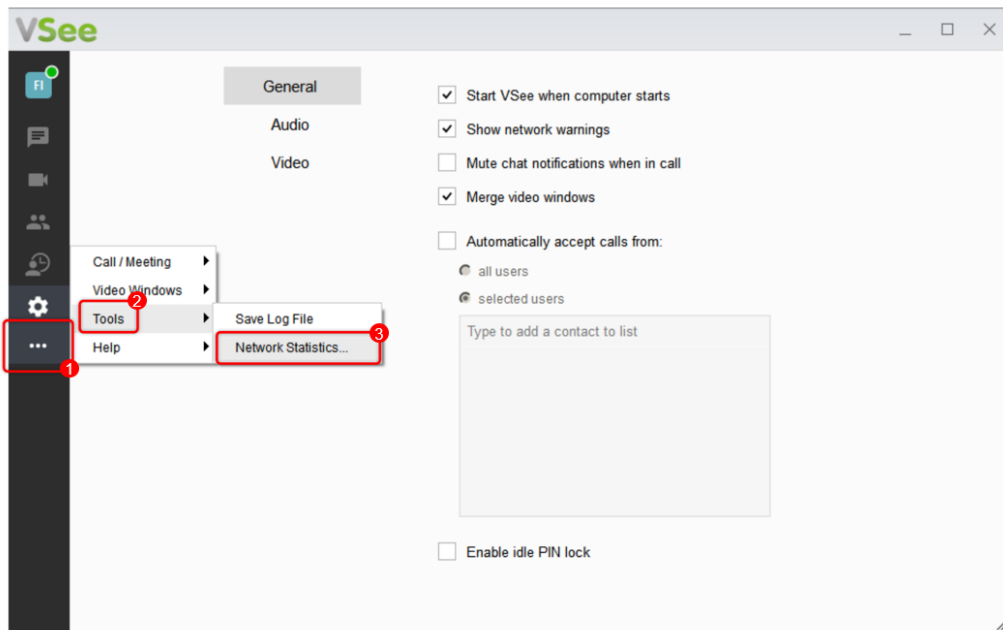 VSee
FI
General
Audio
Video
Start VSee when computer starts
Show network warnings
Mute chat notifications when in call
Merge video windows
Automatically accept calls from:
all users
selected users
Type to add a contact to list
Enable idle PIN lock
Call / Meeting
Video Windows
2
Tools
Help
1
Save Log File
3
Network Statistics...